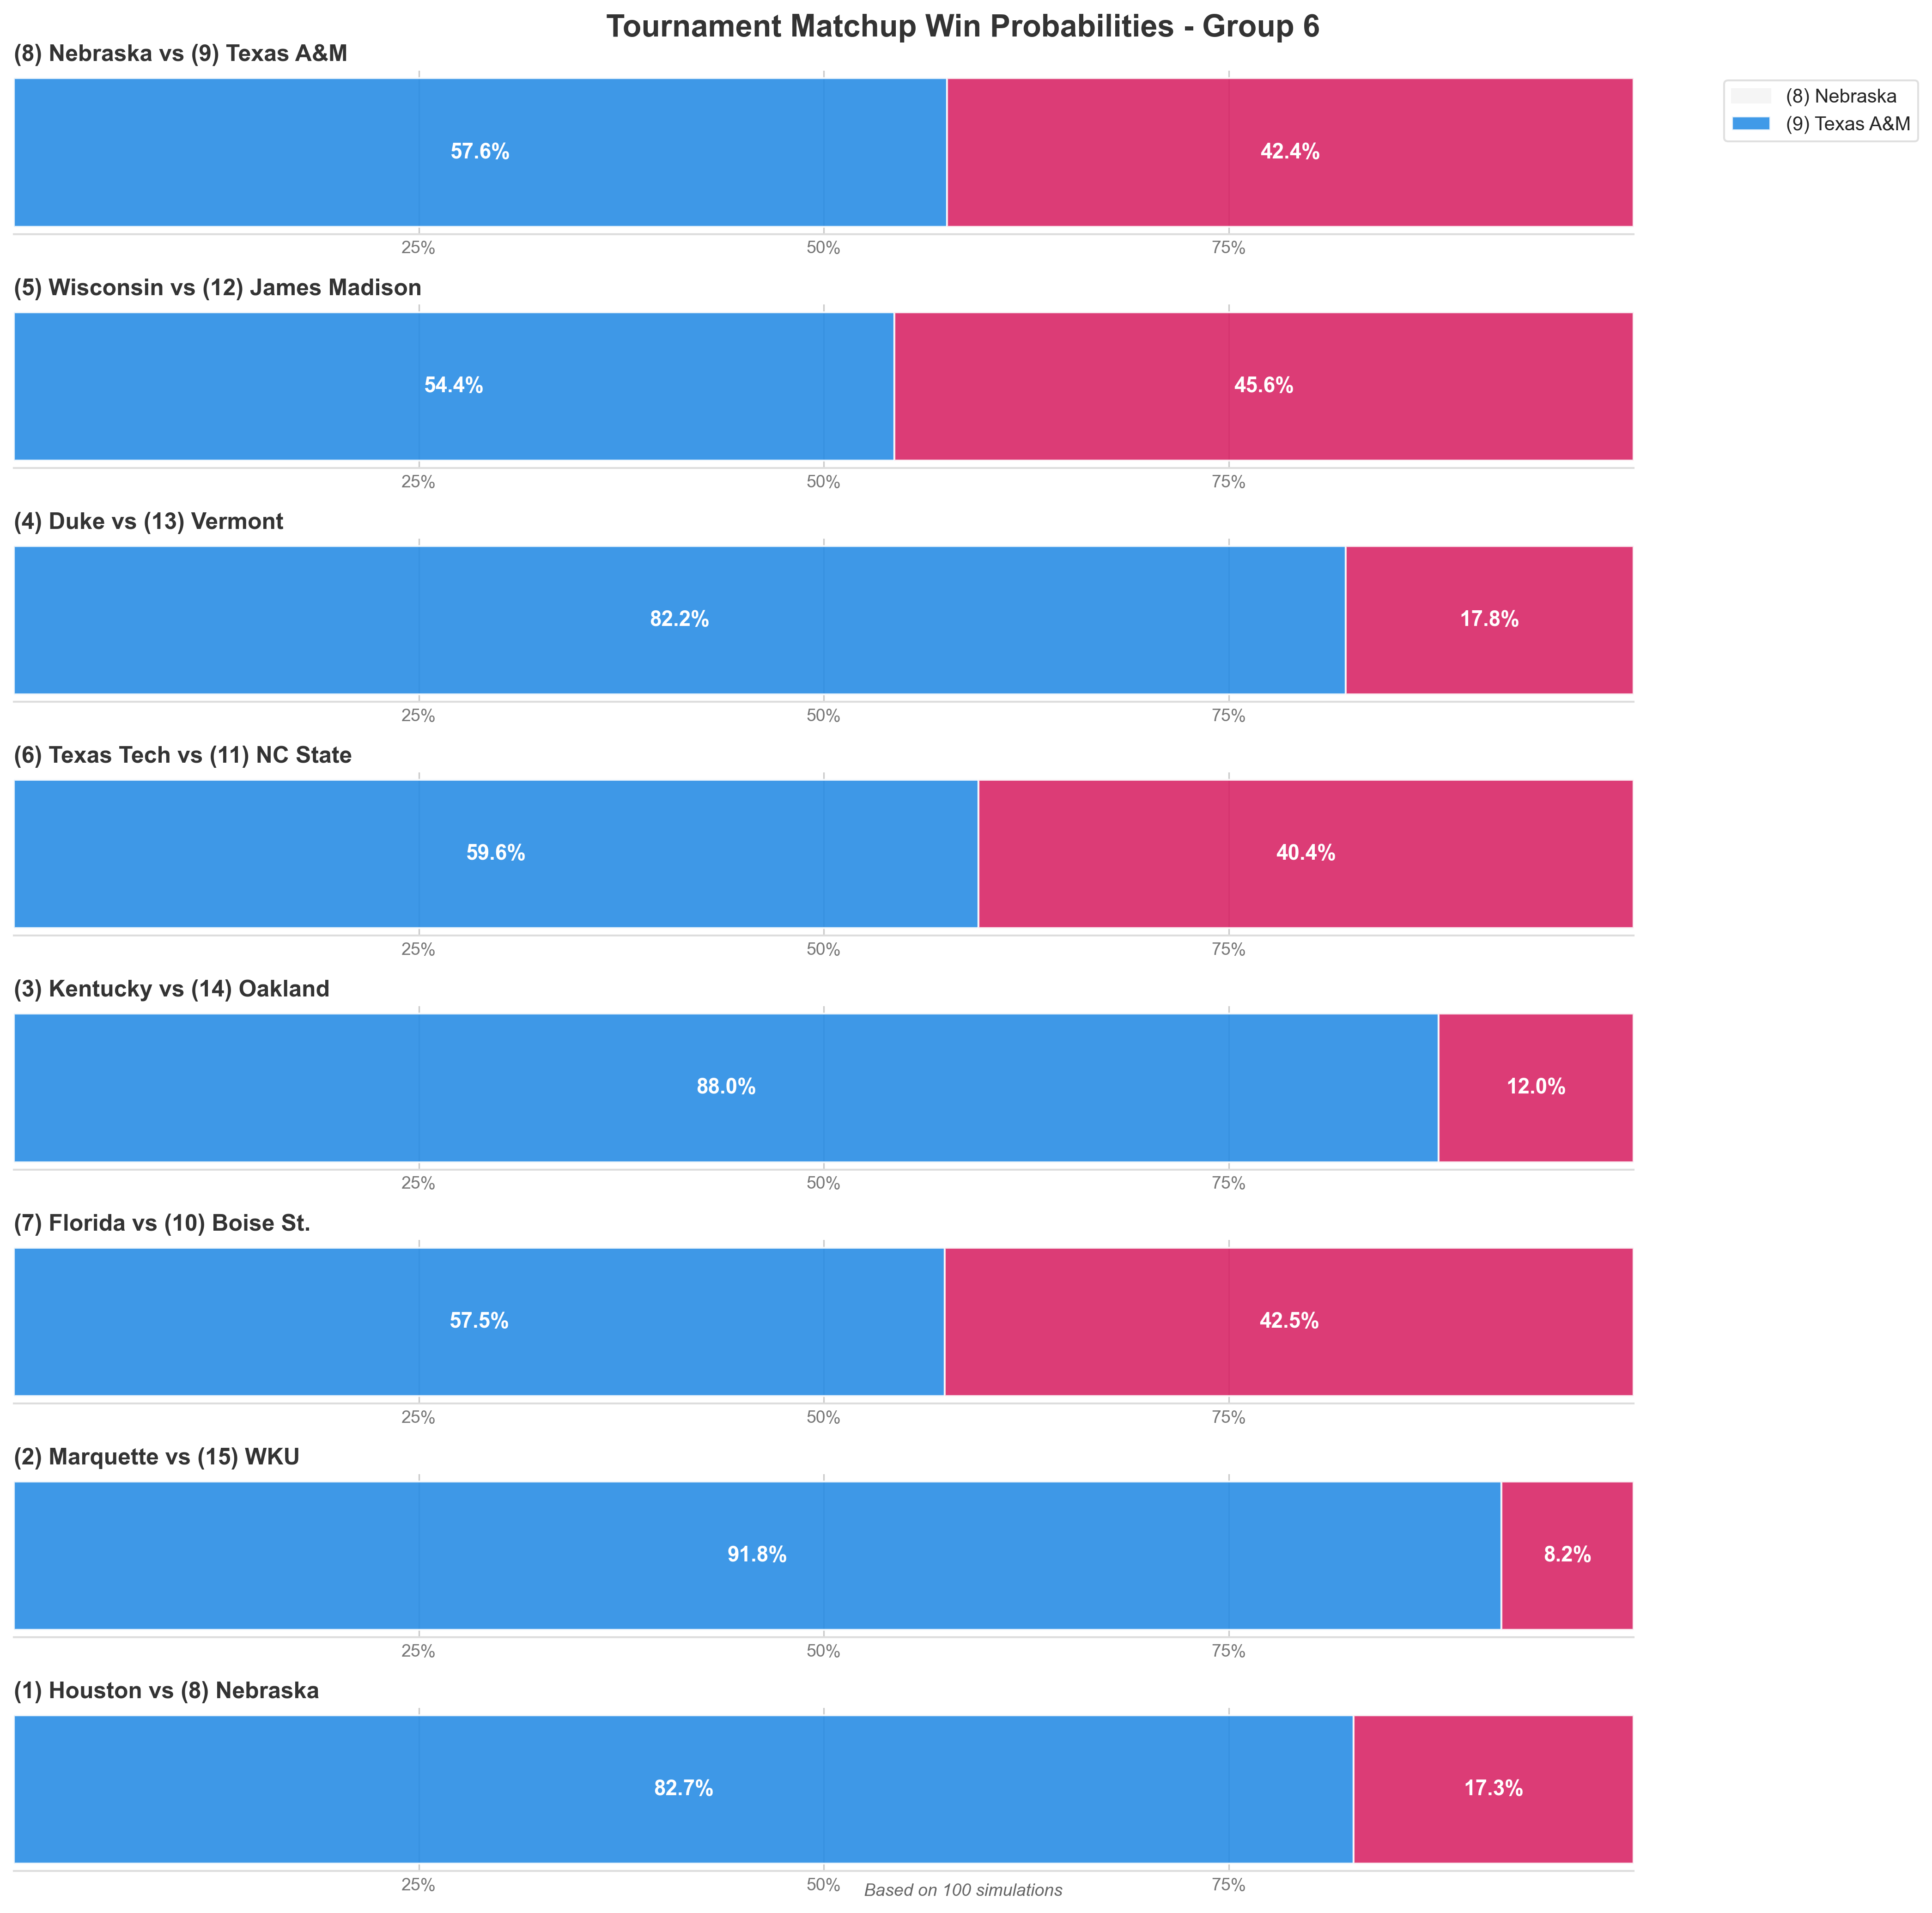 Tournament Matchup Win Probabilities - Group 6
(8) Nebraska vs (9) Texas A&M
(8) Nebraska
(9) Texas A&M
57.6% 42.4%
25% 50% 75%
(5) Wisconsin vs (12) James Madison
54.4% 45.6%
25% 50% 75%
(4) Duke vs (13) Vermont
82.2% 17.8%
25% 50% 75%
(6) Texas Tech vs (11) NC State
59.6% 40.4%
25% 50% 75%
(3) Kentucky vs (14) Oakland
88.0% 12.0%
25% 50% 75%
(7) Florida vs (10) Boise St.
57.5% 42.5%
25% 50% 75%
(2) Marquette vs (15) WKU
91.8% 8.2%
25% 50% 75%
(1) Houston vs (8) Nebraska
82.7% 17.3%
25% 50% 75%
Based on 100 simulations